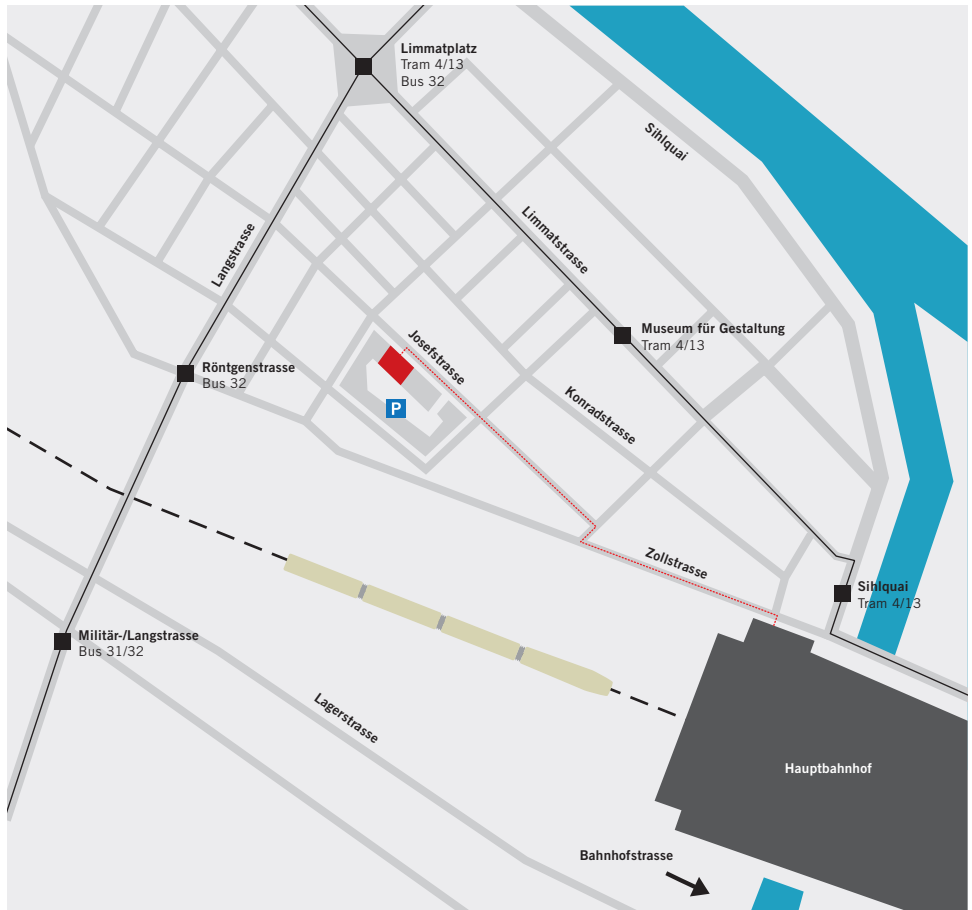 Limmatplatz
Tram 4/13
Bus 32
Sihlquai
Limmatstrasse
Langstrasse
Museum für Gestaltung
Tram 4/13
Josefstrasse
Röntgenstrasse
Bus 32
P
Konradstrasse
Zollstrasse
Sihlquai
Tram 4/13
Militär-/Langstrasse
Bus 31/32
Lagerstrasse
Hauptbahnhof
Bahnhofstrasse